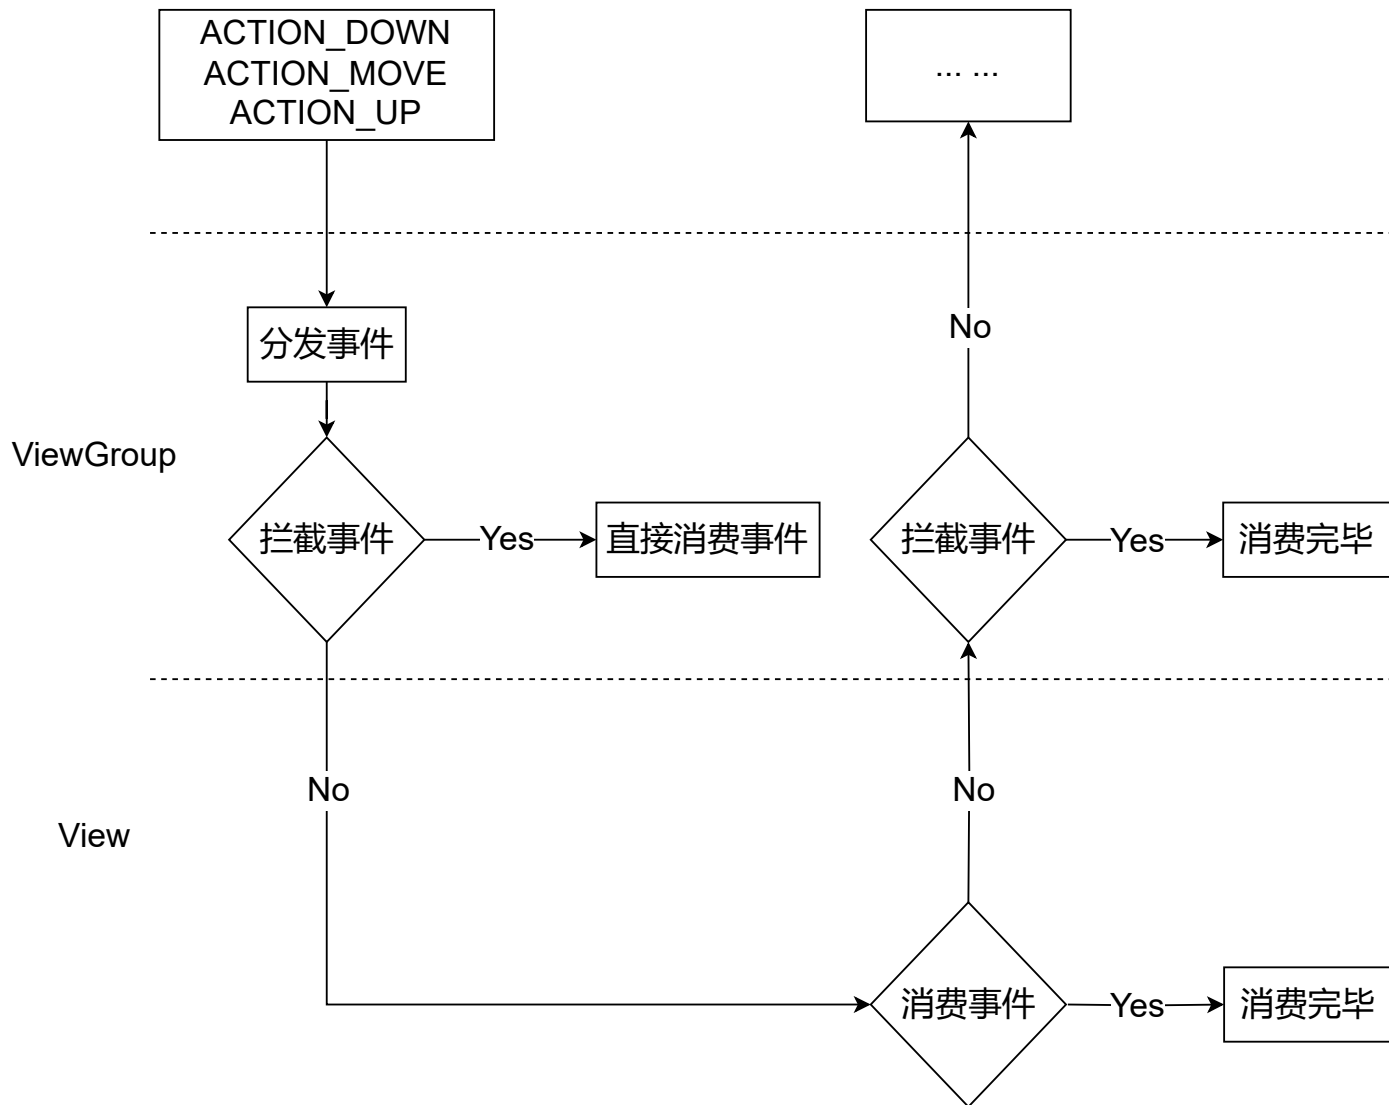 ACTION_DOWN
ACTION_MOVE
ACTION_UP
... ...
分发事件
No
ViewGroup
拦截事件
Yes
直接消费事件
拦截事件
Yes
消费完毕
No
No
View
消费事件
Yes
消费完毕